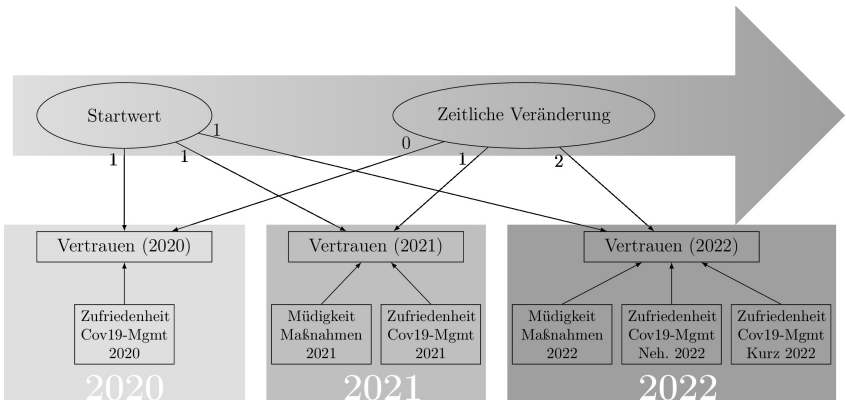 Startwert
Zeitliche Veränderung
1
1
1
0
1
2
Vertrauen (2020)
Vertrauen (2021)
Vertrauen (2022)
Zufriedenheit
Cov19-Mgmt
2020
Müdigkeit
Maßnahmen
2021
Zufriedenheit
Cov19-Mgmt
2021
Müdigkeit
Maßnahmen
2022
Zufriedenheit
Cov19-Mgmt
Neh. 2022
Zufriedenheit
Cov19-Mgmt
Kurz 2022
2020
2021
2022